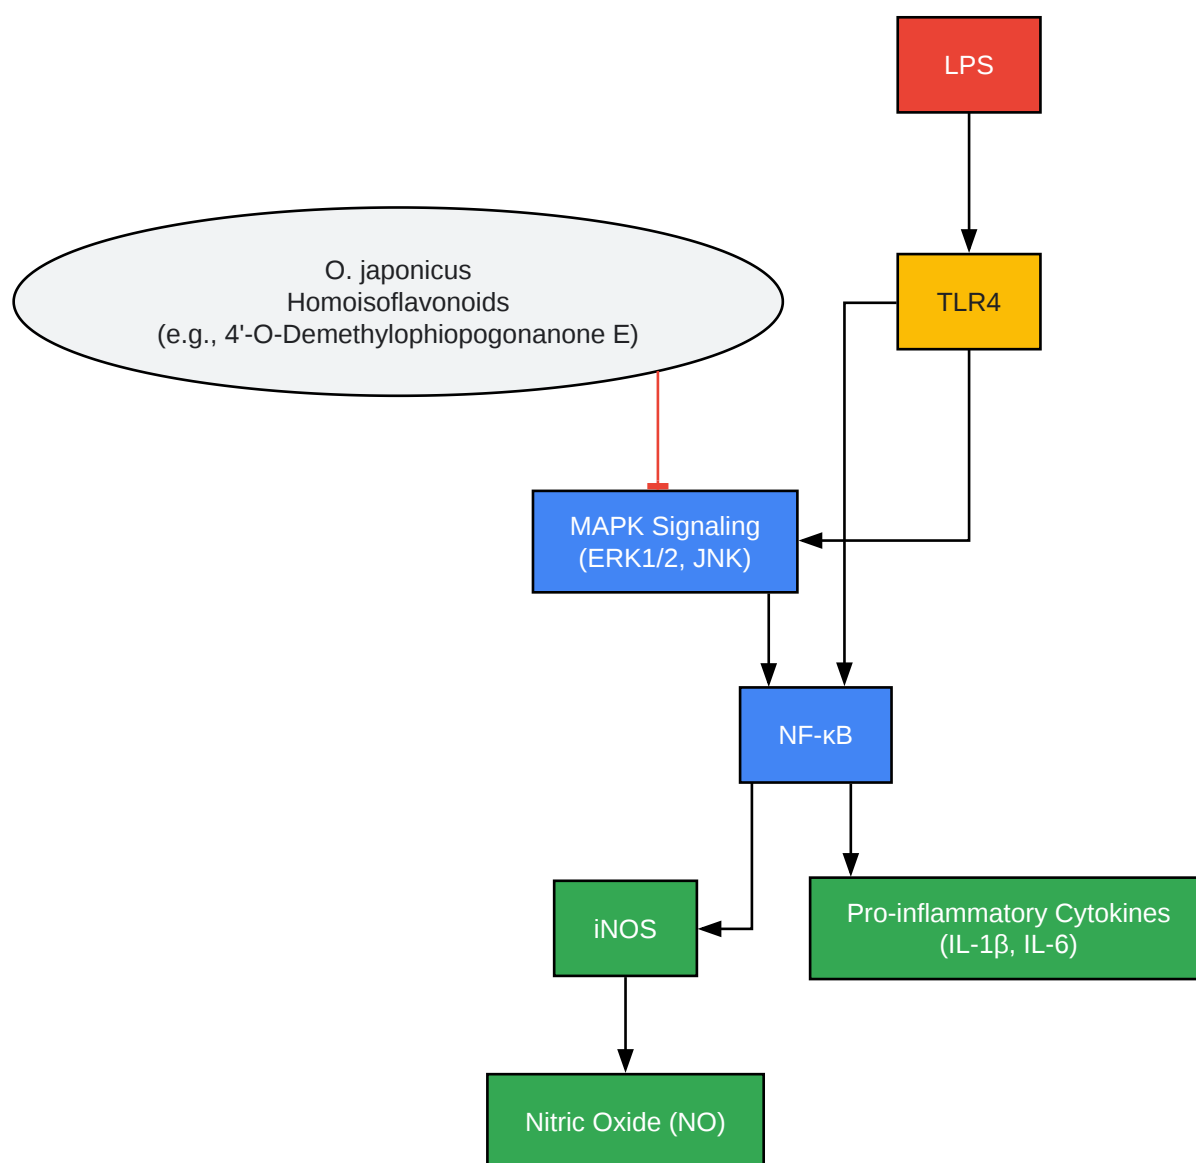 LPS
O. japonicus
Homoisoflavonoids
(e.g., 4'-O-Demethylophiopogonanone E)
TLR4
MAPK Signaling
(ERK1/2, JNK)
NF-κB
iNOS
Pro-inflammatory Cytokines
(IL-1β, IL-6)
Nitric Oxide (NO)